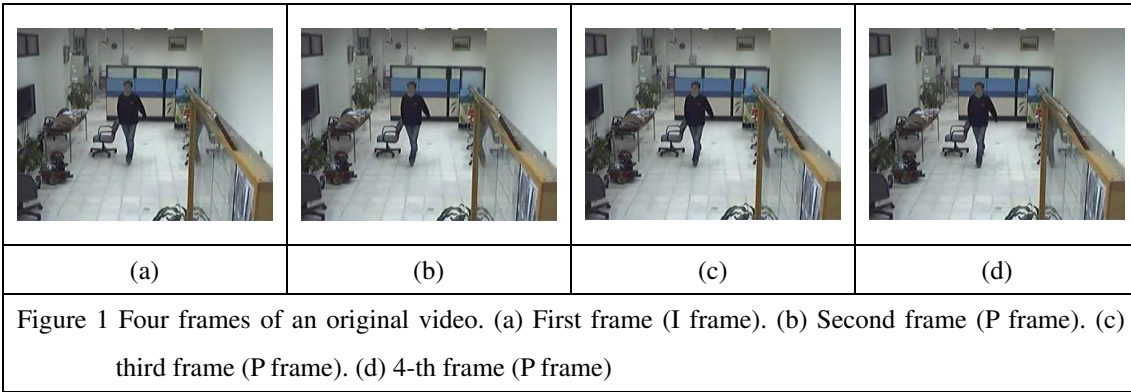 (a) (b) (c) (d)
Figure 1 Four frames of an original video. (a) First frame (I frame). (b) Second frame (P frame). (c)
third frame (P frame). (d) 4-th frame (P frame)